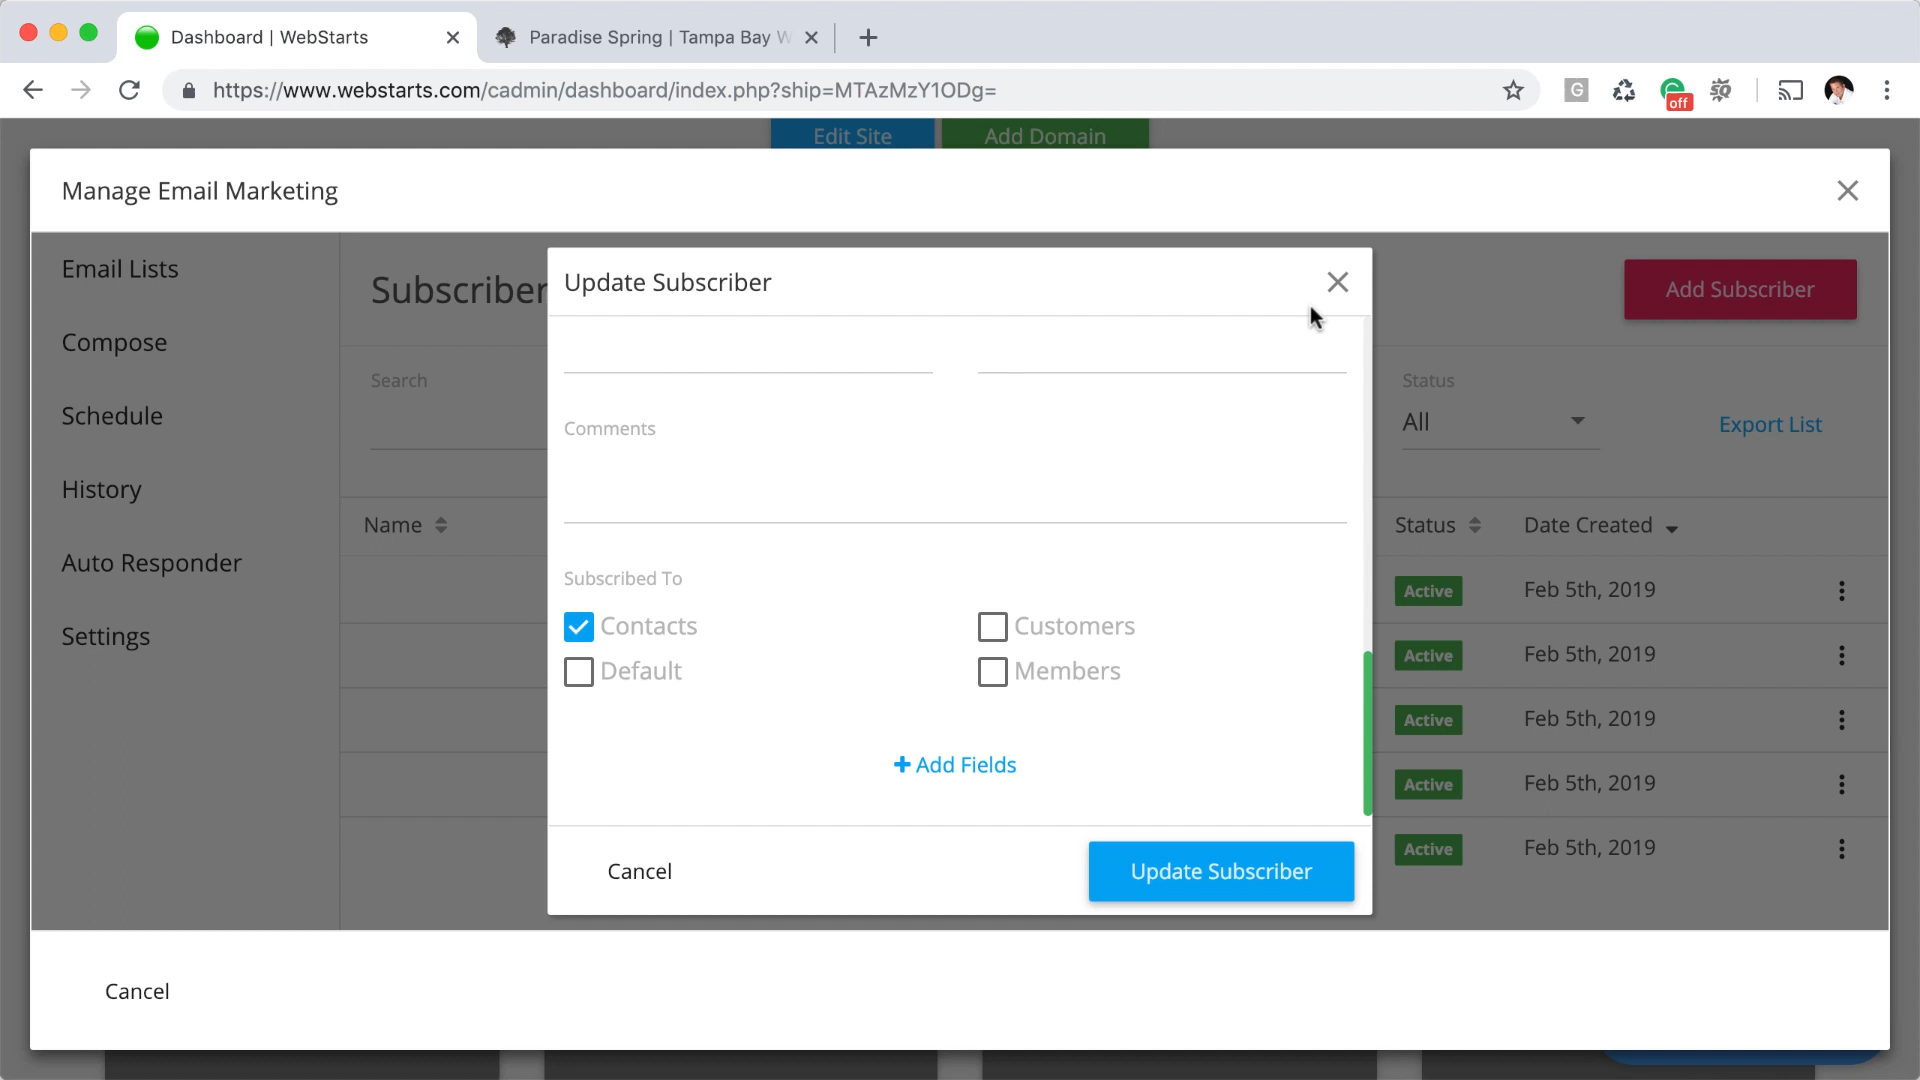 Dashboard | WebStarts
Paradise Spring | Tampa Bay W
https://www.webstarts.com/cadmin/dashboard/index.php?ship=MTAzMzY1ODg=
G
off
Edit Site
Add Domain
Manage Email Marketing
Email Lists
Compose
Schedule
History
Auto Responder
Settings
Subscriber
Add Subscriber
Search
Status
All
Export List
Name
Status
Date Created
Active
Feb 5th, 2019
Active
Feb 5th, 2019
Active
Feb 5th, 2019
Active
Feb 5th, 2019
Active
Feb 5th, 2019
Update Subscriber
Comments
Subscribed To
Contacts
Customers
Default
Members
Add Fields
Cancel
Update Subscriber
Cancel